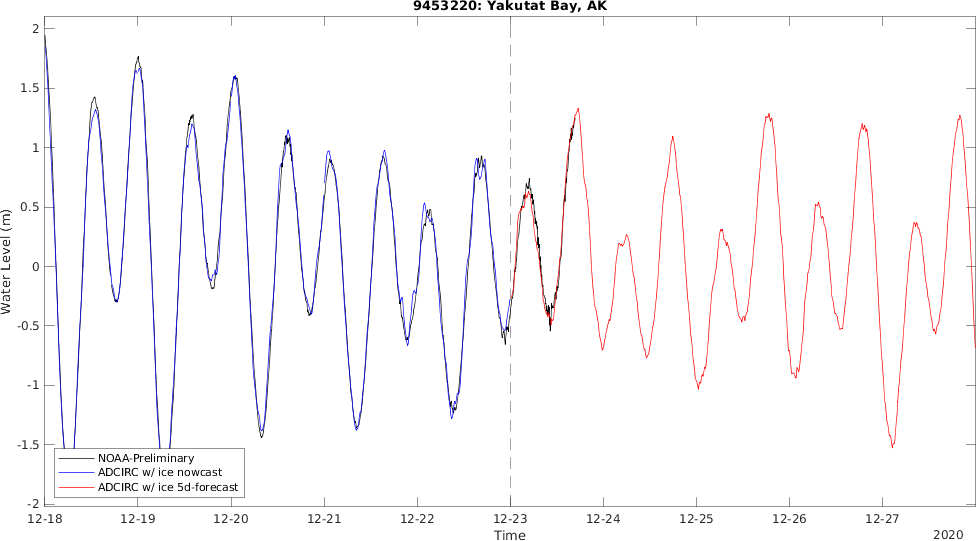 9453220: Yakutat Bay, AK
Water Level (m)
2
1.5
1
0.5
0
-0.5
-1
-1.5
-2
NOAA-Preliminary
ADCIRC w/ ice nowcast
ADCIRC w/ ice 5d-forecast
12-18 12-19 12-20 12-21 12-22 12-23 12-24 12-25 12-26 12-27
Time
2020